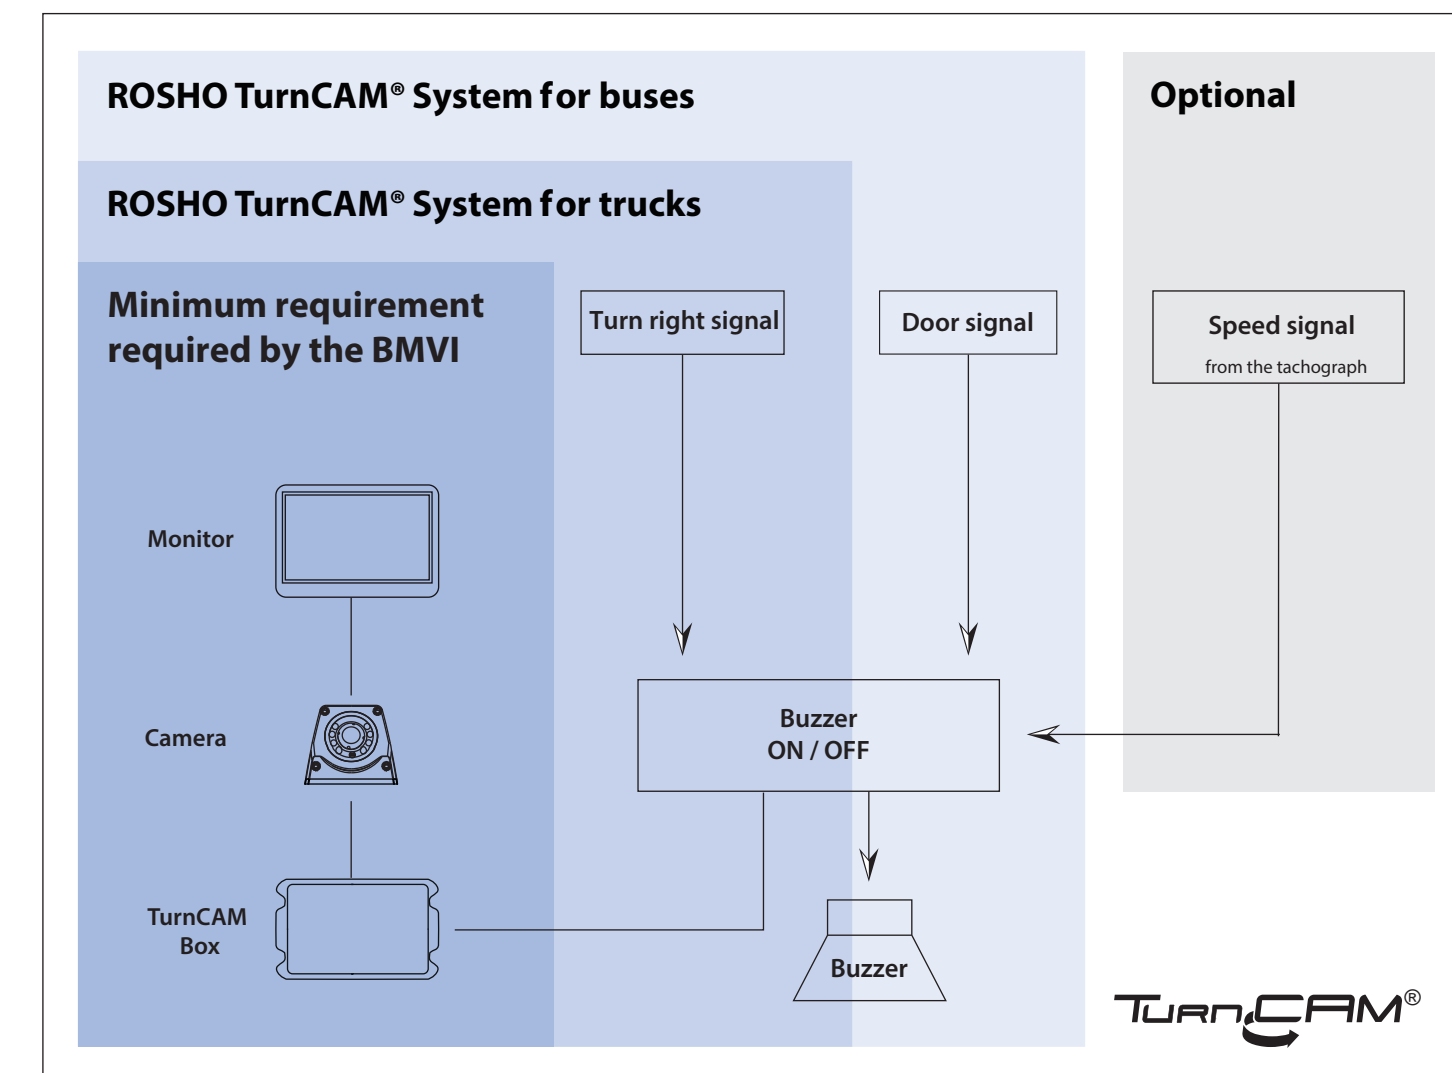 ROSHO TurnCAM® System for buses
Optional
ROSHO TurnCAM® System for trucks
Minimum requirement
required by the BMVI
Turn right signal
Door signal
Speed signal
from the tachograph
Monitor
Camera
Buzzer
ON / OFF
TurnCAM
Box
Buzzer
TurnCAM®